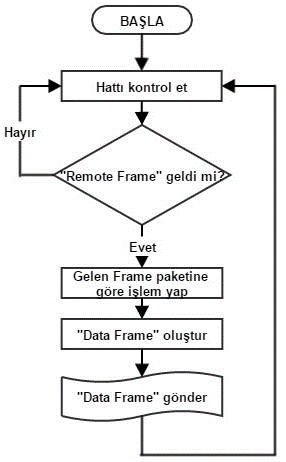 BAŞLA
Hattı kontrol et
"Remote Frame" geldi mi?
Hayır
Evet
Gelen Frame paketine
göre işlem yap
"Data Frame" oluştur
"Data Frame" gönder